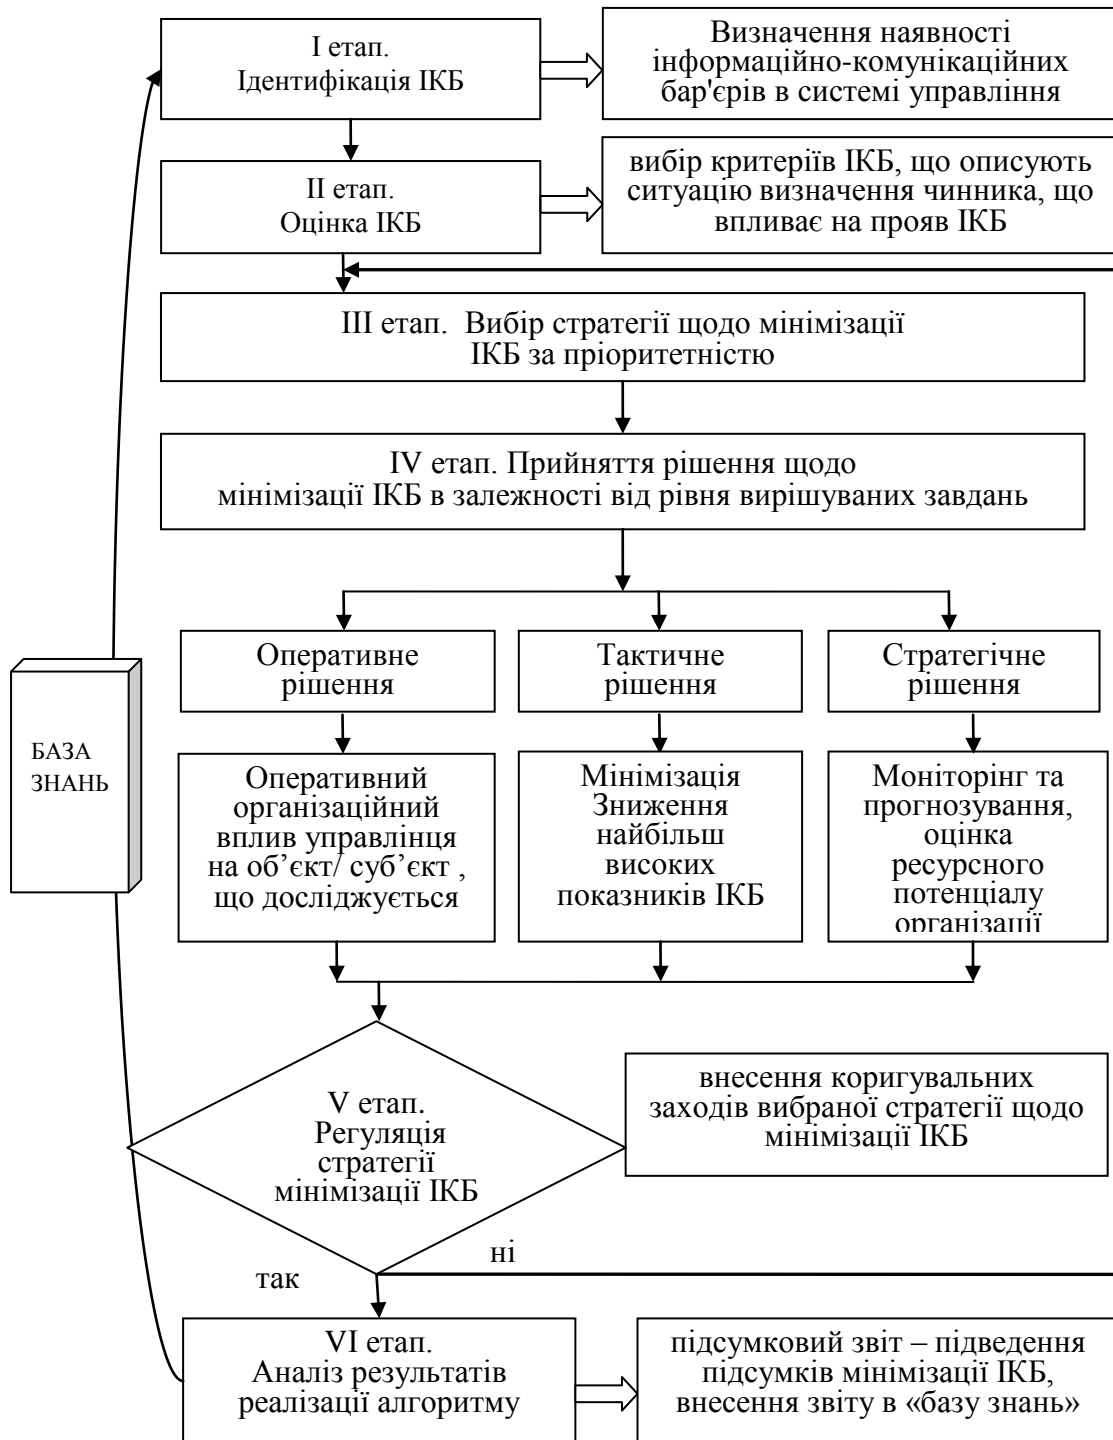 І етап.
Ідентифікація ІКБ
Визначення наявності
інформаційно-комунікаційних
бар'єрів в системі управління
ІІ етап.
Оцінка ІКБ
вибір критеріїв ІКБ, що описують
ситуацію визначення чинника, що
впливає на прояв ІКБ
ІІІ етап.  Вибір стратегії щодо мінімізації
ІКБ за пріоритетністю
IV етап. Прийняття рішення щодо
мінімізації ІКБ в залежності від рівня вирішуваних завдань
Оперативне
рішення
Тактичне
рішення
Стратегічне
рішення
БАЗА
ЗНАНЬ
Оперативний
організаційний
вплив управлінця
на об’єкт/ суб’єкт ,
що досліджується
Мінімізація
Зниження
найбільш
високих
показників ІКБ
Моніторінг та
прогнозування,
оцінка
ресурсного
потенціалу
організації
V етап.
Регуляція
стратегії
мінімізації ІКБ
внесення коригувальних
заходів вибраної стратегії щодо
мінімізації ІКБ
ні
так
VI етап.
Аналіз результатів
реалізації алгоритму
підсумковий звіт – підведення
підсумків мінімізації ІКБ,
внесення звіту в «базу знань»